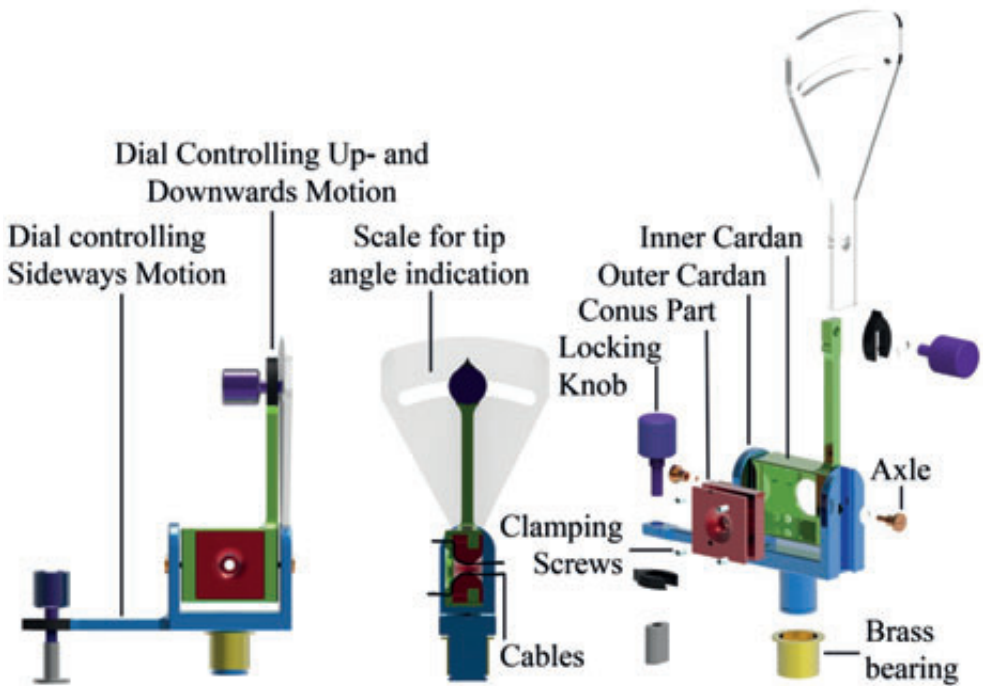 Dial Controlling Up- and
Downwards Motion
Dial controlling
Sideways Motion
Scale for tip
angle indication
Inner Cardan
Outer Cardan
Conus Part
Locking
Knob
Axle
Clamping
Screws
Cables
Brass
bearing